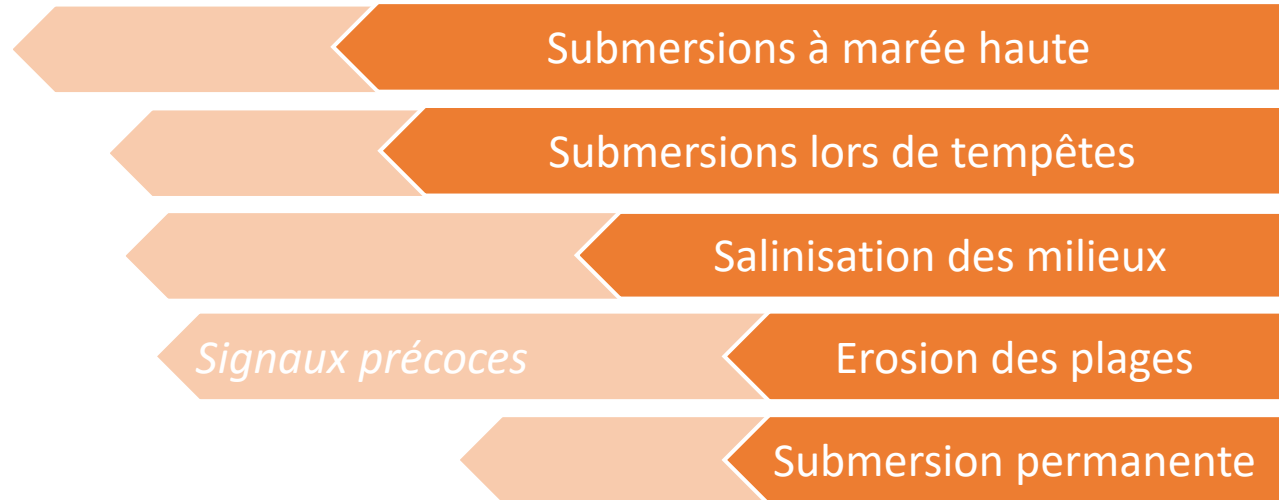 Submersions à marée haute
Submersions lors de tempêtes
Salinisation des milieux
Signaux précoces
Erosion des plages
Submersion permanente